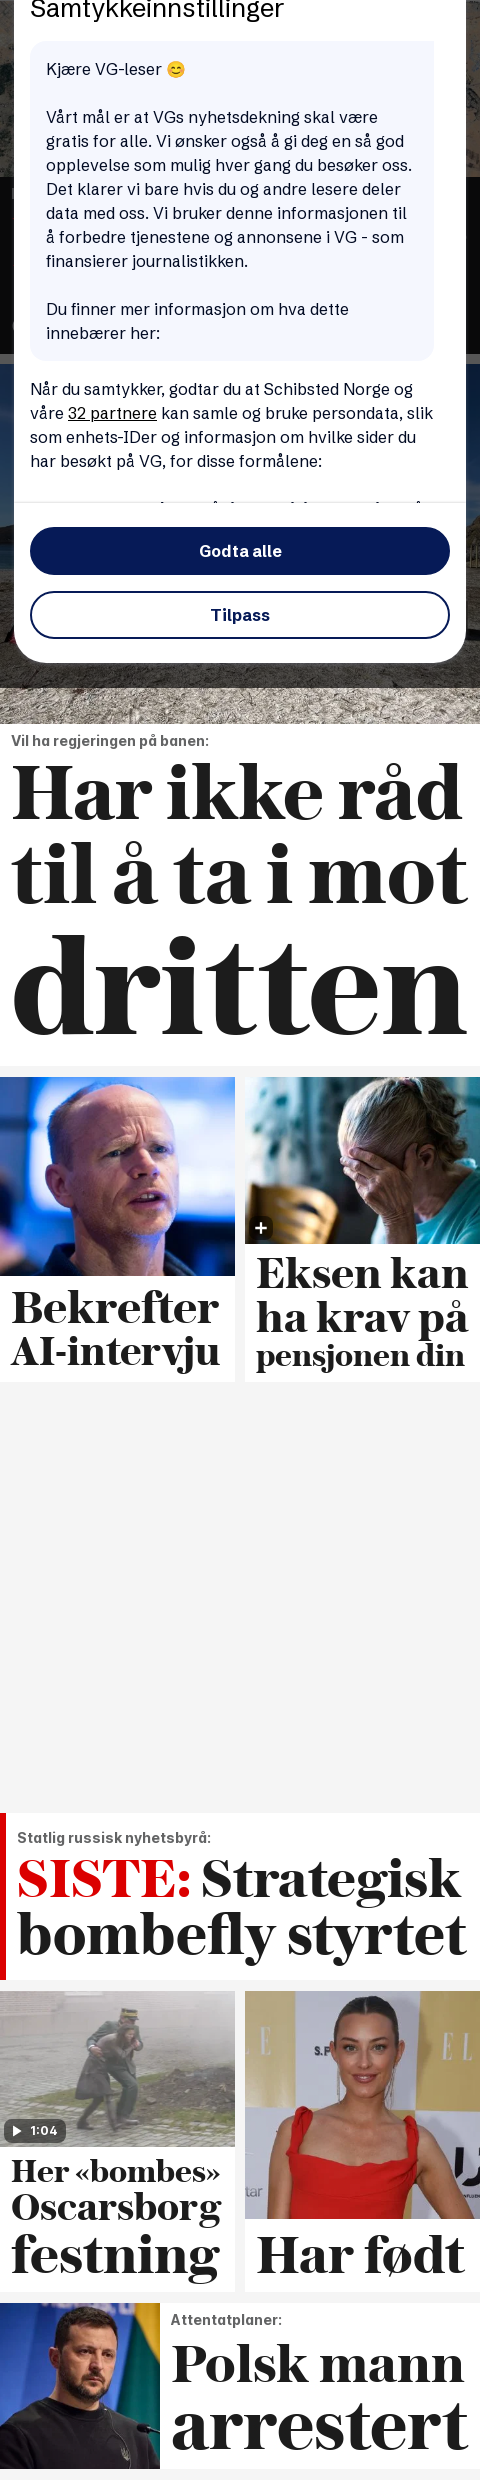 Samtykkeinnstillinger
Kjære VG-leser 😊
Vårt mål er at VGs nyhetsdekning skal være
gratis for alle. Vi ønsker også å gi deg en så god
opplevelse som mulig hver gang du besøker oss.
Det klarer vi bare hvis du og andre lesere deler
data med oss. Vi bruker denne informasjonen til
å forbedre tjenestene og annonsene i VG - som
finansierer journalistikken.
Du finner mer informasjon om hva dette
innebærer her:
Når du samtykker, godtar du at Schibsted Norge og
våre 32 partnere kan samle og bruke persondata, slik
som enhets-IDer og informasjon om hvilke sider du
har besøkt på VG, for disse formålene:
Godta alle
Tilpass
Vil ha regjeringen på banen:
Har ikke råd
til å ta i mot
dritten
Bekrefter
AI-intervju
Eksen kan
ha krav på
pensjonen din
Statlig russisk nyhetsbyrå:
SISTE: Strategisk
bombefly styrtet
1:04
Her «bombes»
Oscarsborg
festning
Har født
Attentatplaner:
Polsk mann
arrestert